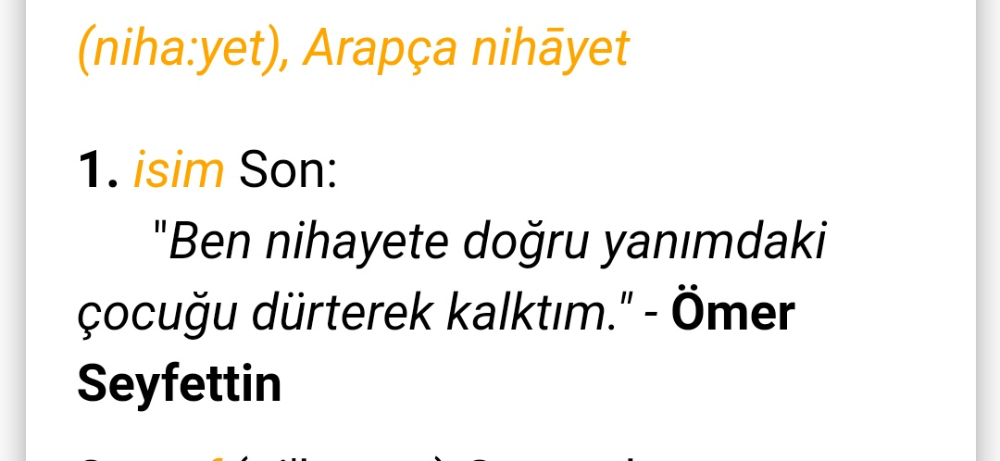 (niha:yet), Arapça nihāyet
1. isim Son:
"Ben nihayete doğru yanımdaki
çocuğu dürterek kalktım." - Ömer
Seyfettin